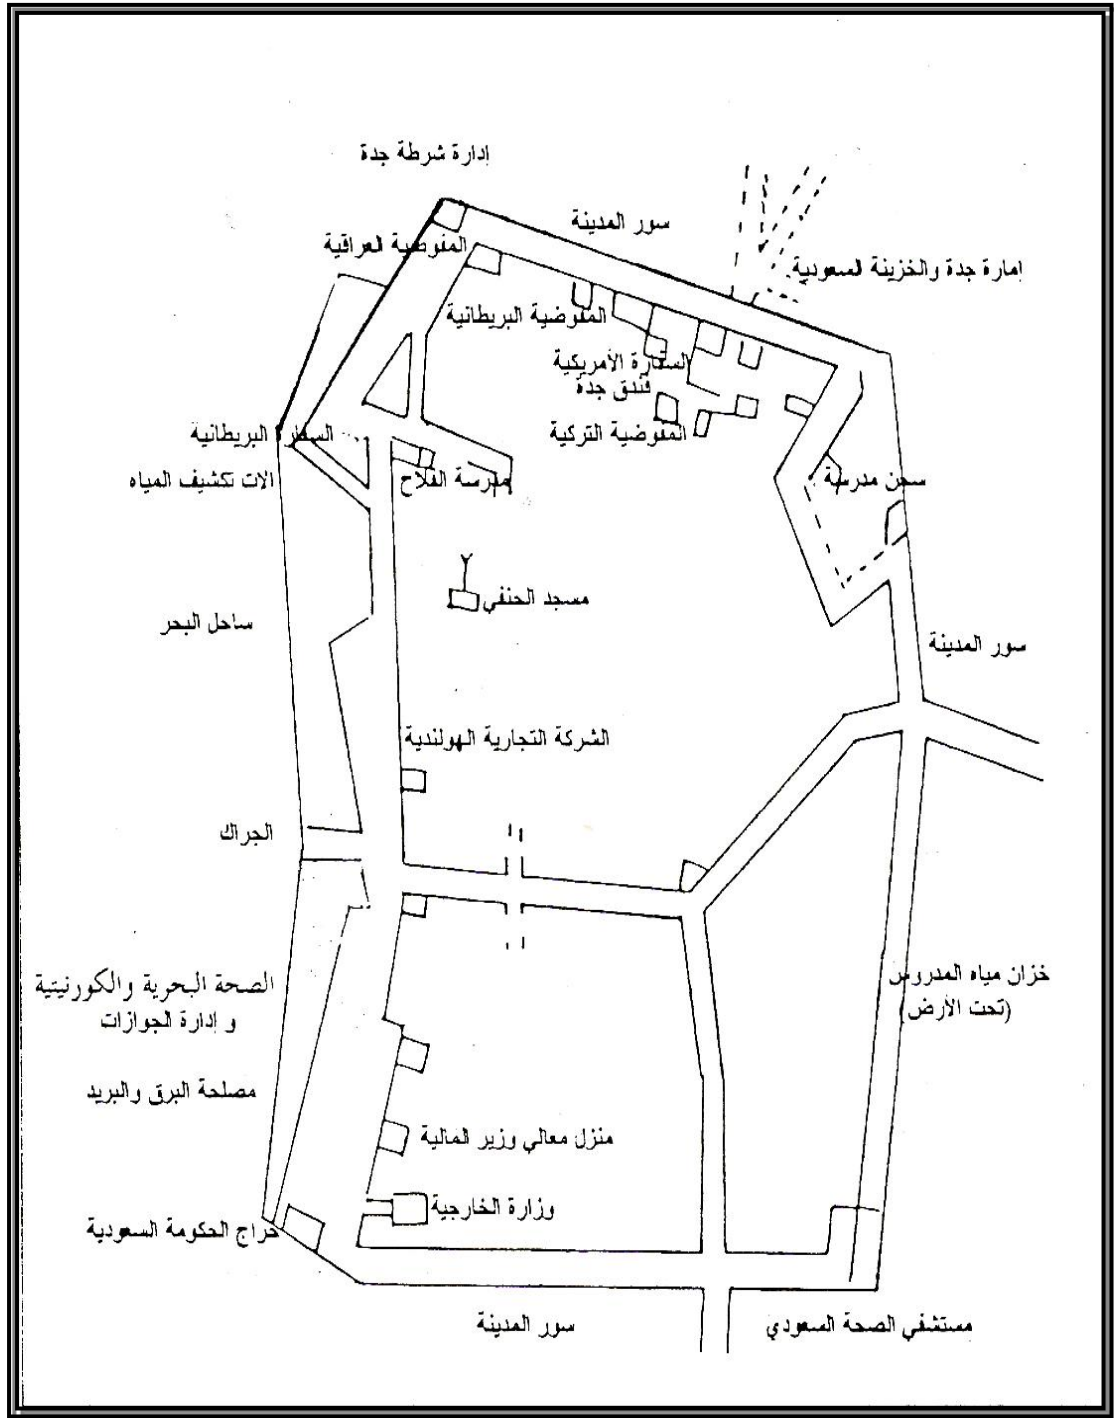 إدارة شرطة جدة
سور المدينة
المفوضية العراقية
إمارة جدة والخزينة السعودية
المفوضية البريطانية
السفارة الأمريكية
فندق جدة
السفارة البريطانية
المفوضية التركية
الات تكشيف المياه
مدرسة الفلاح
سجن مدرسة
مسجد الحنفي
ساحل البحر
سور المدينة
الشركة التجارية الهولندية
الجراك
خزان مياه المدروس
(تحت الأرض)
الصحة البحرية والكورنيتية
و إدارة الجوازات
مصلحة البرق والبريد
منزل معالي وزير المالية
وزارة الخارجية
حراج الحكومة السعودية
سور المدينة
مستشفي الصحة السعودي